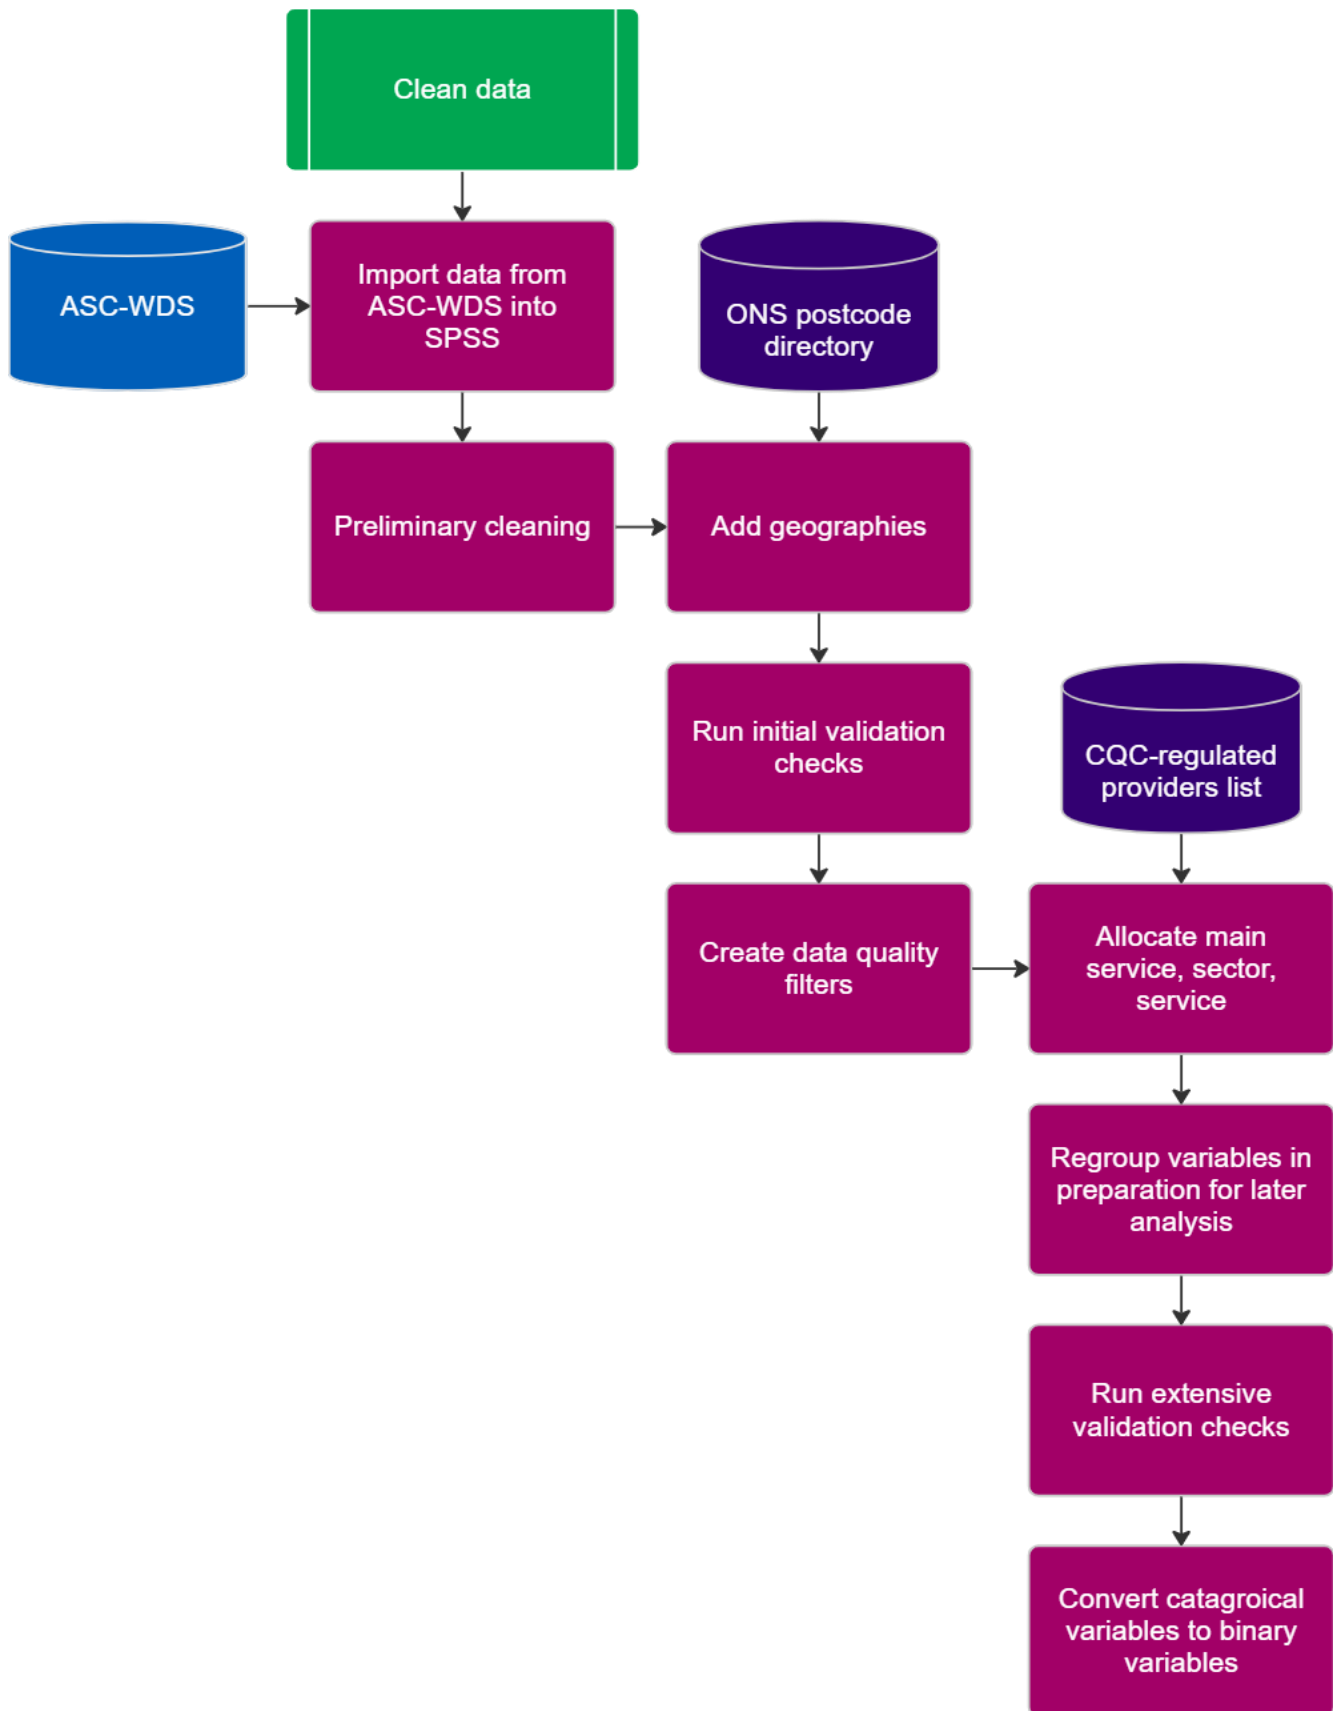 Clean data
ASC-WDS
Import data from
ASC-WDS into
SPSS
ONS postcode
directory
Preliminary cleaning
Add geographies
Run initial validation
checks
CQC-regulated
providers list
Create data quality
filters
Allocate main
service, sector,
service
Regroup variables in
preparation for later
analysis
Run extensive
validation checks
Convert catagroical
variables to binary
variables